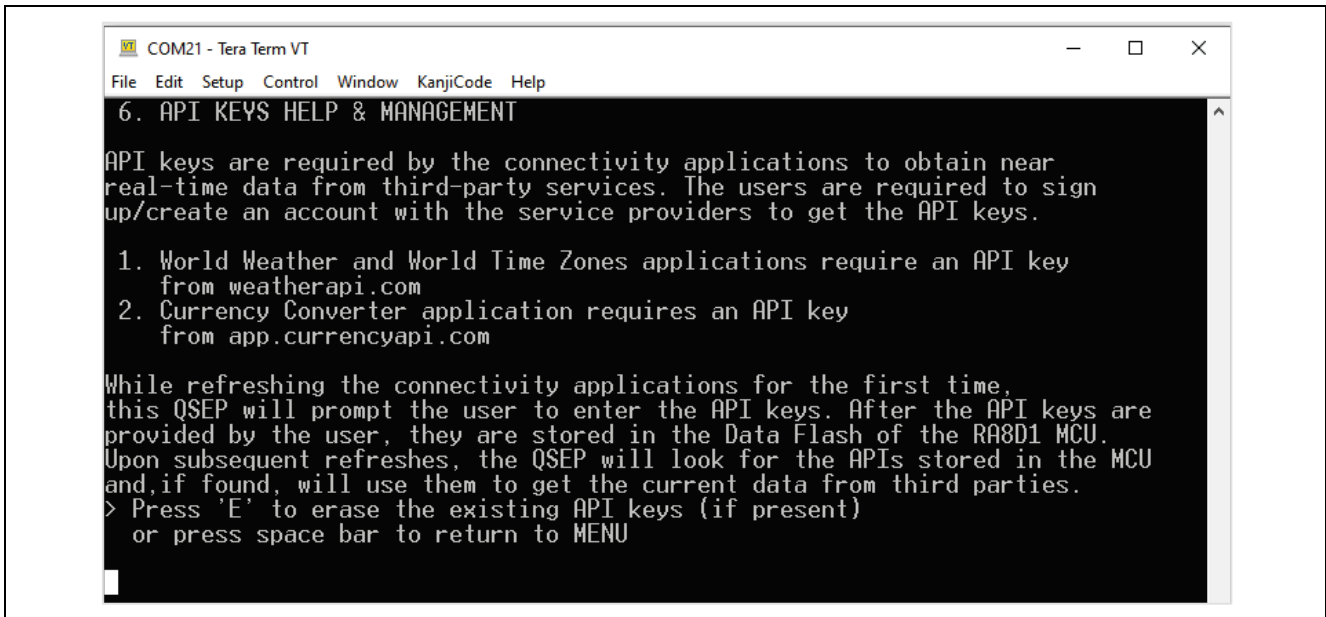 COM21 - Tera Term VT
File Edit Setup Control Window KanjiCode Help
6. API KEYS HELP & MANAGEMENT
API keys are required by the connectivity applications to obtain near
real-time data from third-party services. The users are required to sign
up/create an account with the service providers to get the API keys.
1. World Weather and World Time Zones applications require an API key
from weatherapi.com
2. Currency Converter application requires an API key
from app.currencyapi.com
While refreshing the connectivity applications for the first time,
this QSEP will prompt the user to enter the API keys. After the API keys are
provided by the user, they are stored in the Data Flash of the RA8D1 MCU.
Upon subsequent refreshes, the QSEP will look for the APIs stored in the MCU
and,if found, will use them to get the current data from third parties.
> Press 'E' to erase the existing API keys (if present)
or press space bar to return to MENU